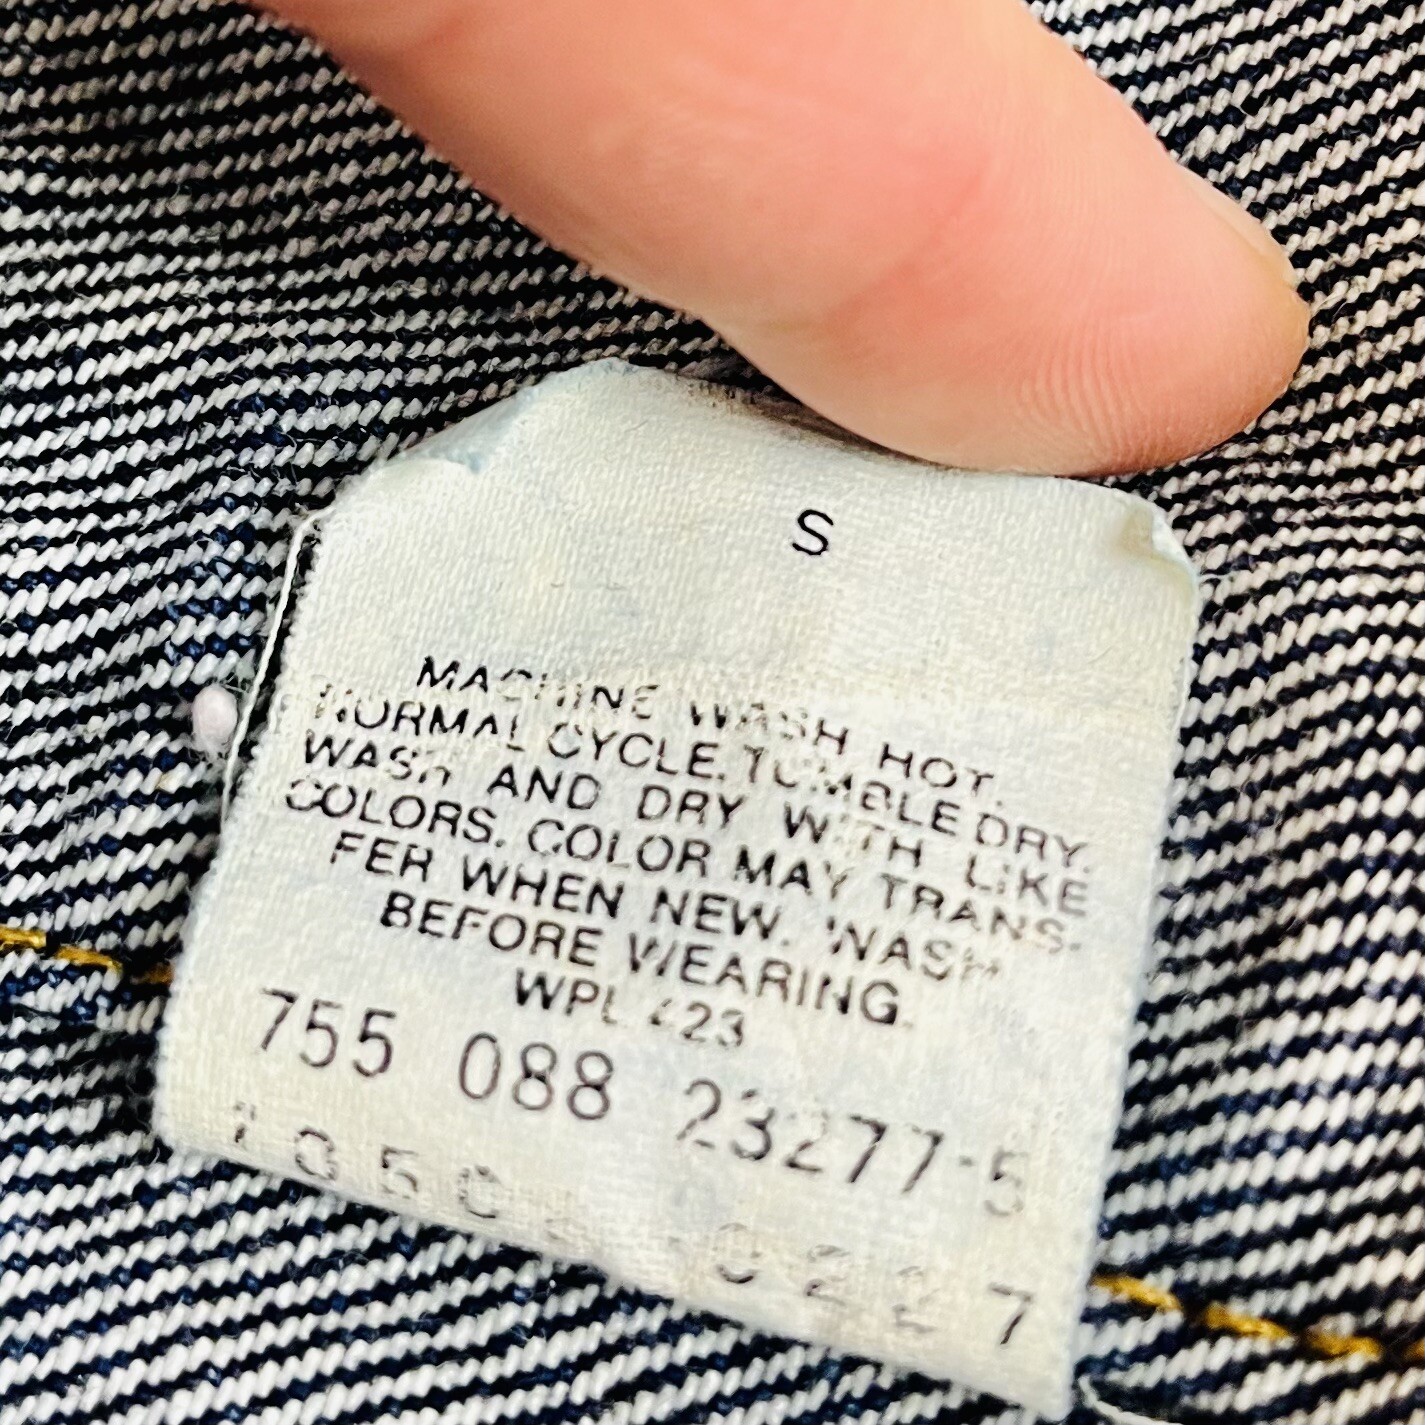 S
MACHINE WASH HOT.
NORMAL CYCLE. TUMBLE DRY.
WASH AND DRY WITH LIKE
COLORS. COLOR MAY TRANS-
FER WHEN NEW. WASH
BEFORE WEARING.
WPL 423
755 088 23277-5
7